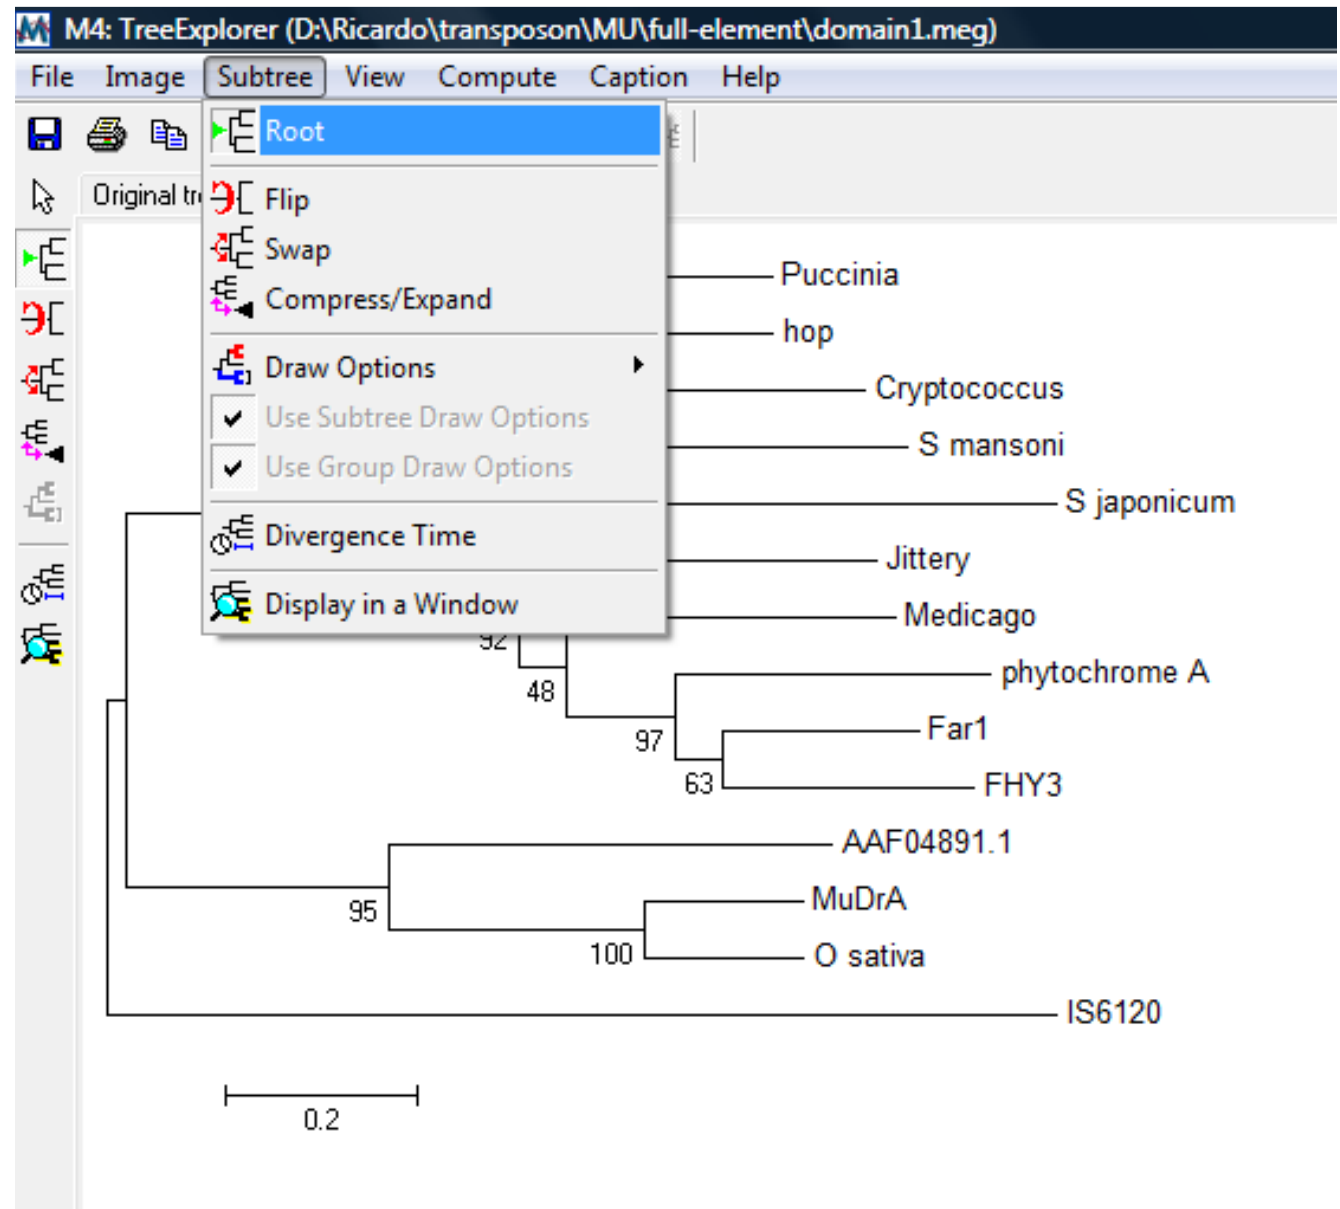 M4: TreeExplorer (D:\Ricardo\transposon\MU\full-element\domain1.meg)
File Image Subtree View Compute Caption Help
Root
Original tr
Flip
Swap
Compress/Expand
Draw Options
Use Subtree Draw Options
Use Group Draw Options
Divergence Time
Display in a Window
Puccinia
hop
Cryptococcus
S mansoni
S japonicum
Jittery
Medicago
92
48
phytochrome A
97
Far1
63
FHY3
AAF04891.1
95
MuDrA
100
O sativa
IS6120
0.2